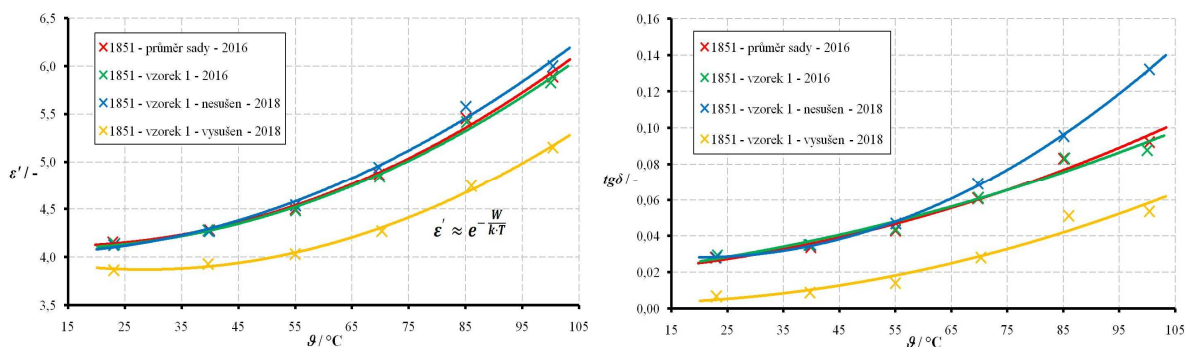 6,5
6,0
5,5
5,0
4,5
4,0
3,5
ε' / -
1851 - průměr sady - 2016
1851 - vzorek 1 - 2016
1851 - vzorek 1 - nesušen - 2018
1851 - vzorek 1 - vysušen - 2018
ε' ≈ e^{-W/(k·T)}
15 25 35 45 55 65 75 85 95 105
ϑ / °C
0,16
0,14
0,12
0,10
0,08
0,06
0,04
0,02
0,00
tgδ / -
1851 - průměr sady - 2016
1851 - vzorek 1 - 2016
1851 - vzorek 1 - nesušen - 2018
1851 - vzorek 1 - vysušen - 2018
15 25 35 45 55 65 75 85 95 105
ϑ / °C